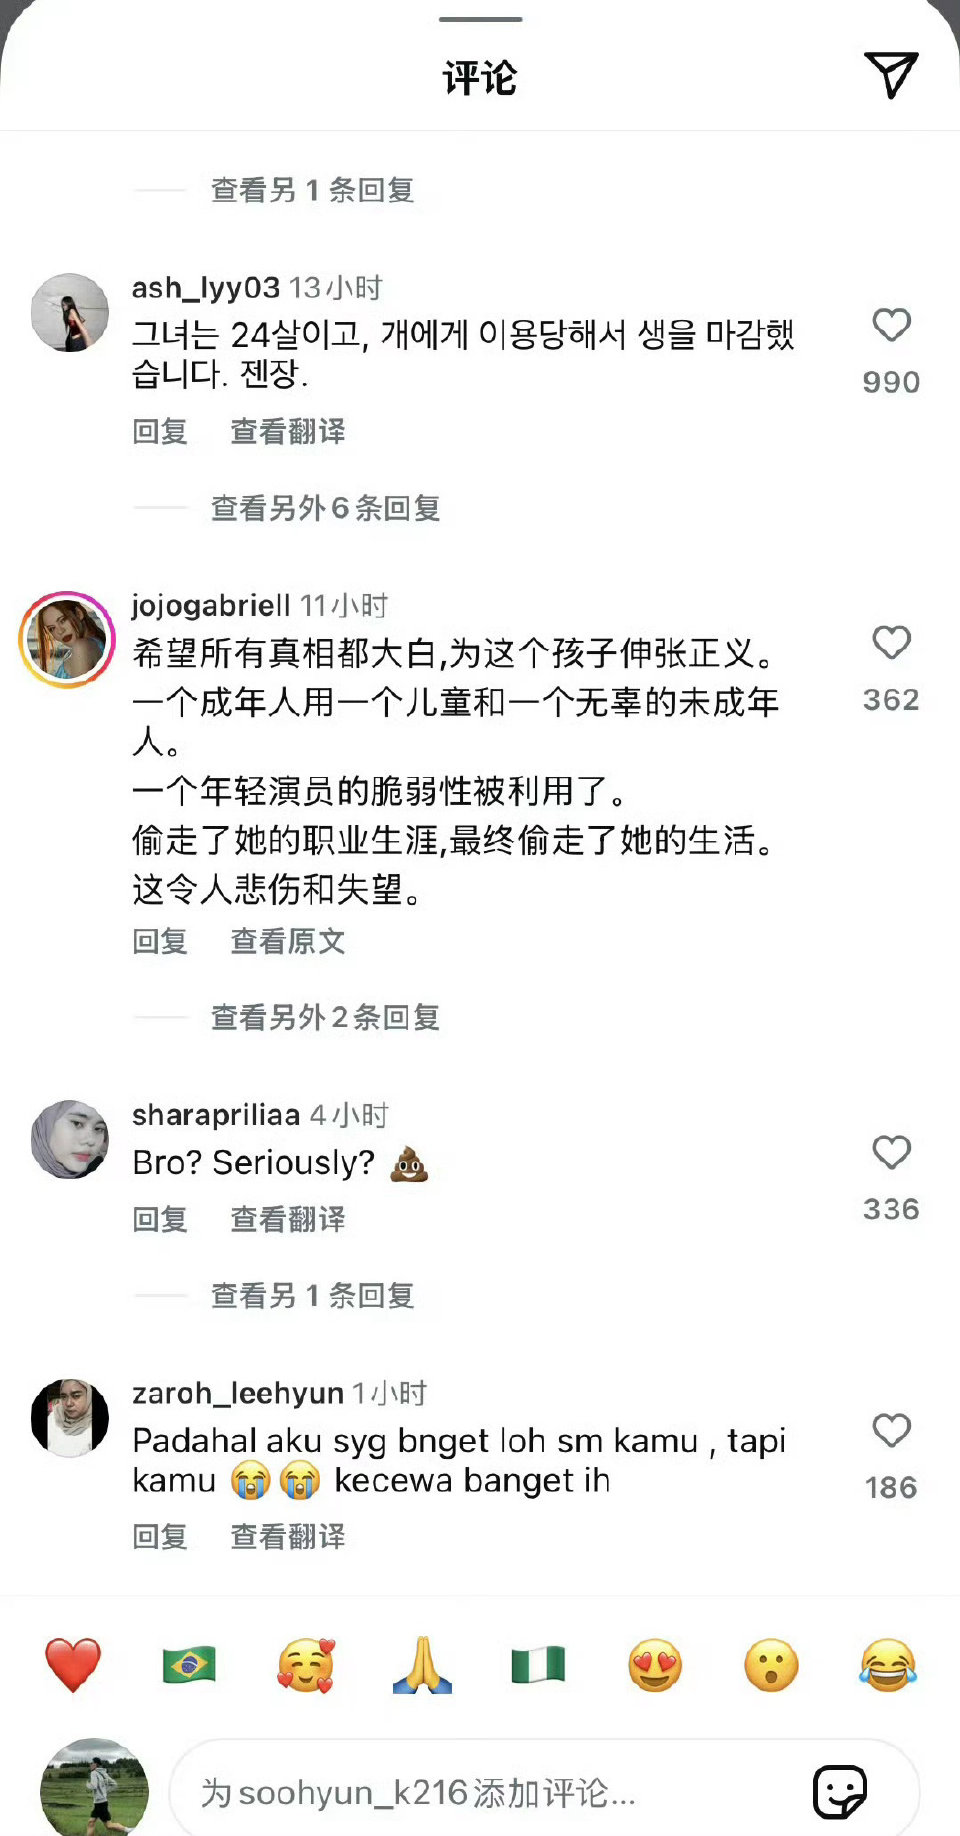 评论
查看另 1 条回复
ash_lyy03 13小时
그녀는 24살이고, 개에게 이용당해서 생을 마감했
습니다. 젠장.
990
回复 查看翻译
查看另外 6 条回复
jojogabriell 11小时
希望所有真相都大白,为这个孩子伸张正义。
一个成年人用一个儿童和一个无辜的未成年
人。
362
一个年轻演员的脆弱性被利用了。
偷走了她的职业生涯,最终偷走了她的生活。
这令人悲伤和失望。
回复 查看原文
查看另外 2 条回复
sharapriliaa 4小时
Bro? Seriously? 💩
336
回复 查看翻译
查看另 1 条回复
zaroh_leehyun 1小时
Padahal aku syg bnget loh sm kamu , tapi
kamu 😭😭 kecewa banget ih
186
回复 查看翻译
为 soohyun_k216 添加评论...